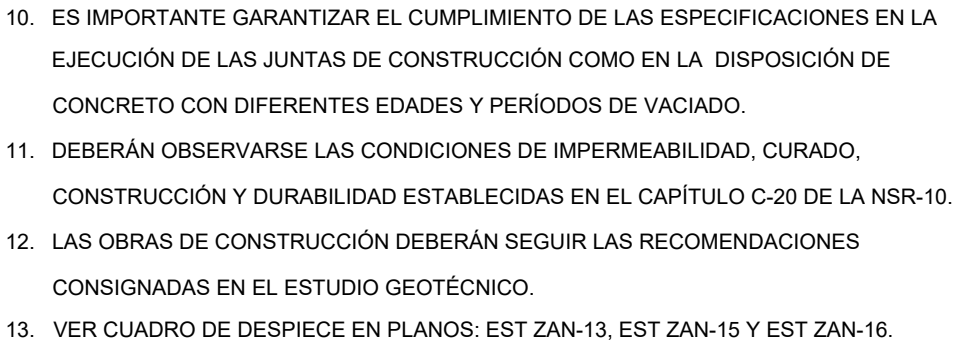 10. ES IMPORTANTE GARANTIZAR EL CUMPLIMIENTO DE LAS ESPECIFICACIONES EN LA
EJECUCIÓN DE LAS JUNTAS DE CONSTRUCCIÓN COMO EN LA DISPOSICIÓN DE
CONCRETO CON DIFERENTES EDADES Y PERÍODOS DE VACIADO.
11. DEBERÁN OBSERVARSE LAS CONDICIONES DE IMPERMEABILIDAD, CURADO,
CONSTRUCCIÓN Y DURABILIDAD ESTABLECIDAS EN EL CAPÍTULO C-20 DE LA NSR-10.
12. LAS OBRAS DE CONSTRUCCIÓN DEBERÁN SEGUIR LAS RECOMENDACIONES
CONSIGNADAS EN EL ESTUDIO GEOTÉCNICO.
13. VER CUADRO DE DESPIECE EN PLANOS: EST ZAN-13, EST ZAN-15 Y EST ZAN-16.